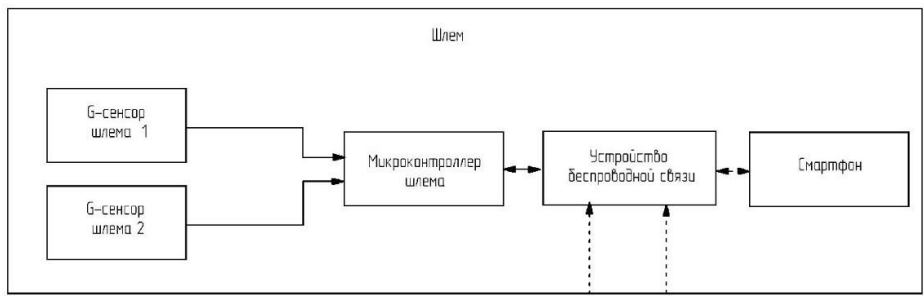 Шлем
G-сенсор
шлема 1
Микроконтроллер
шлема
Устройство
беспроводной связи
Смартфон
G-сенсор
шлема 2